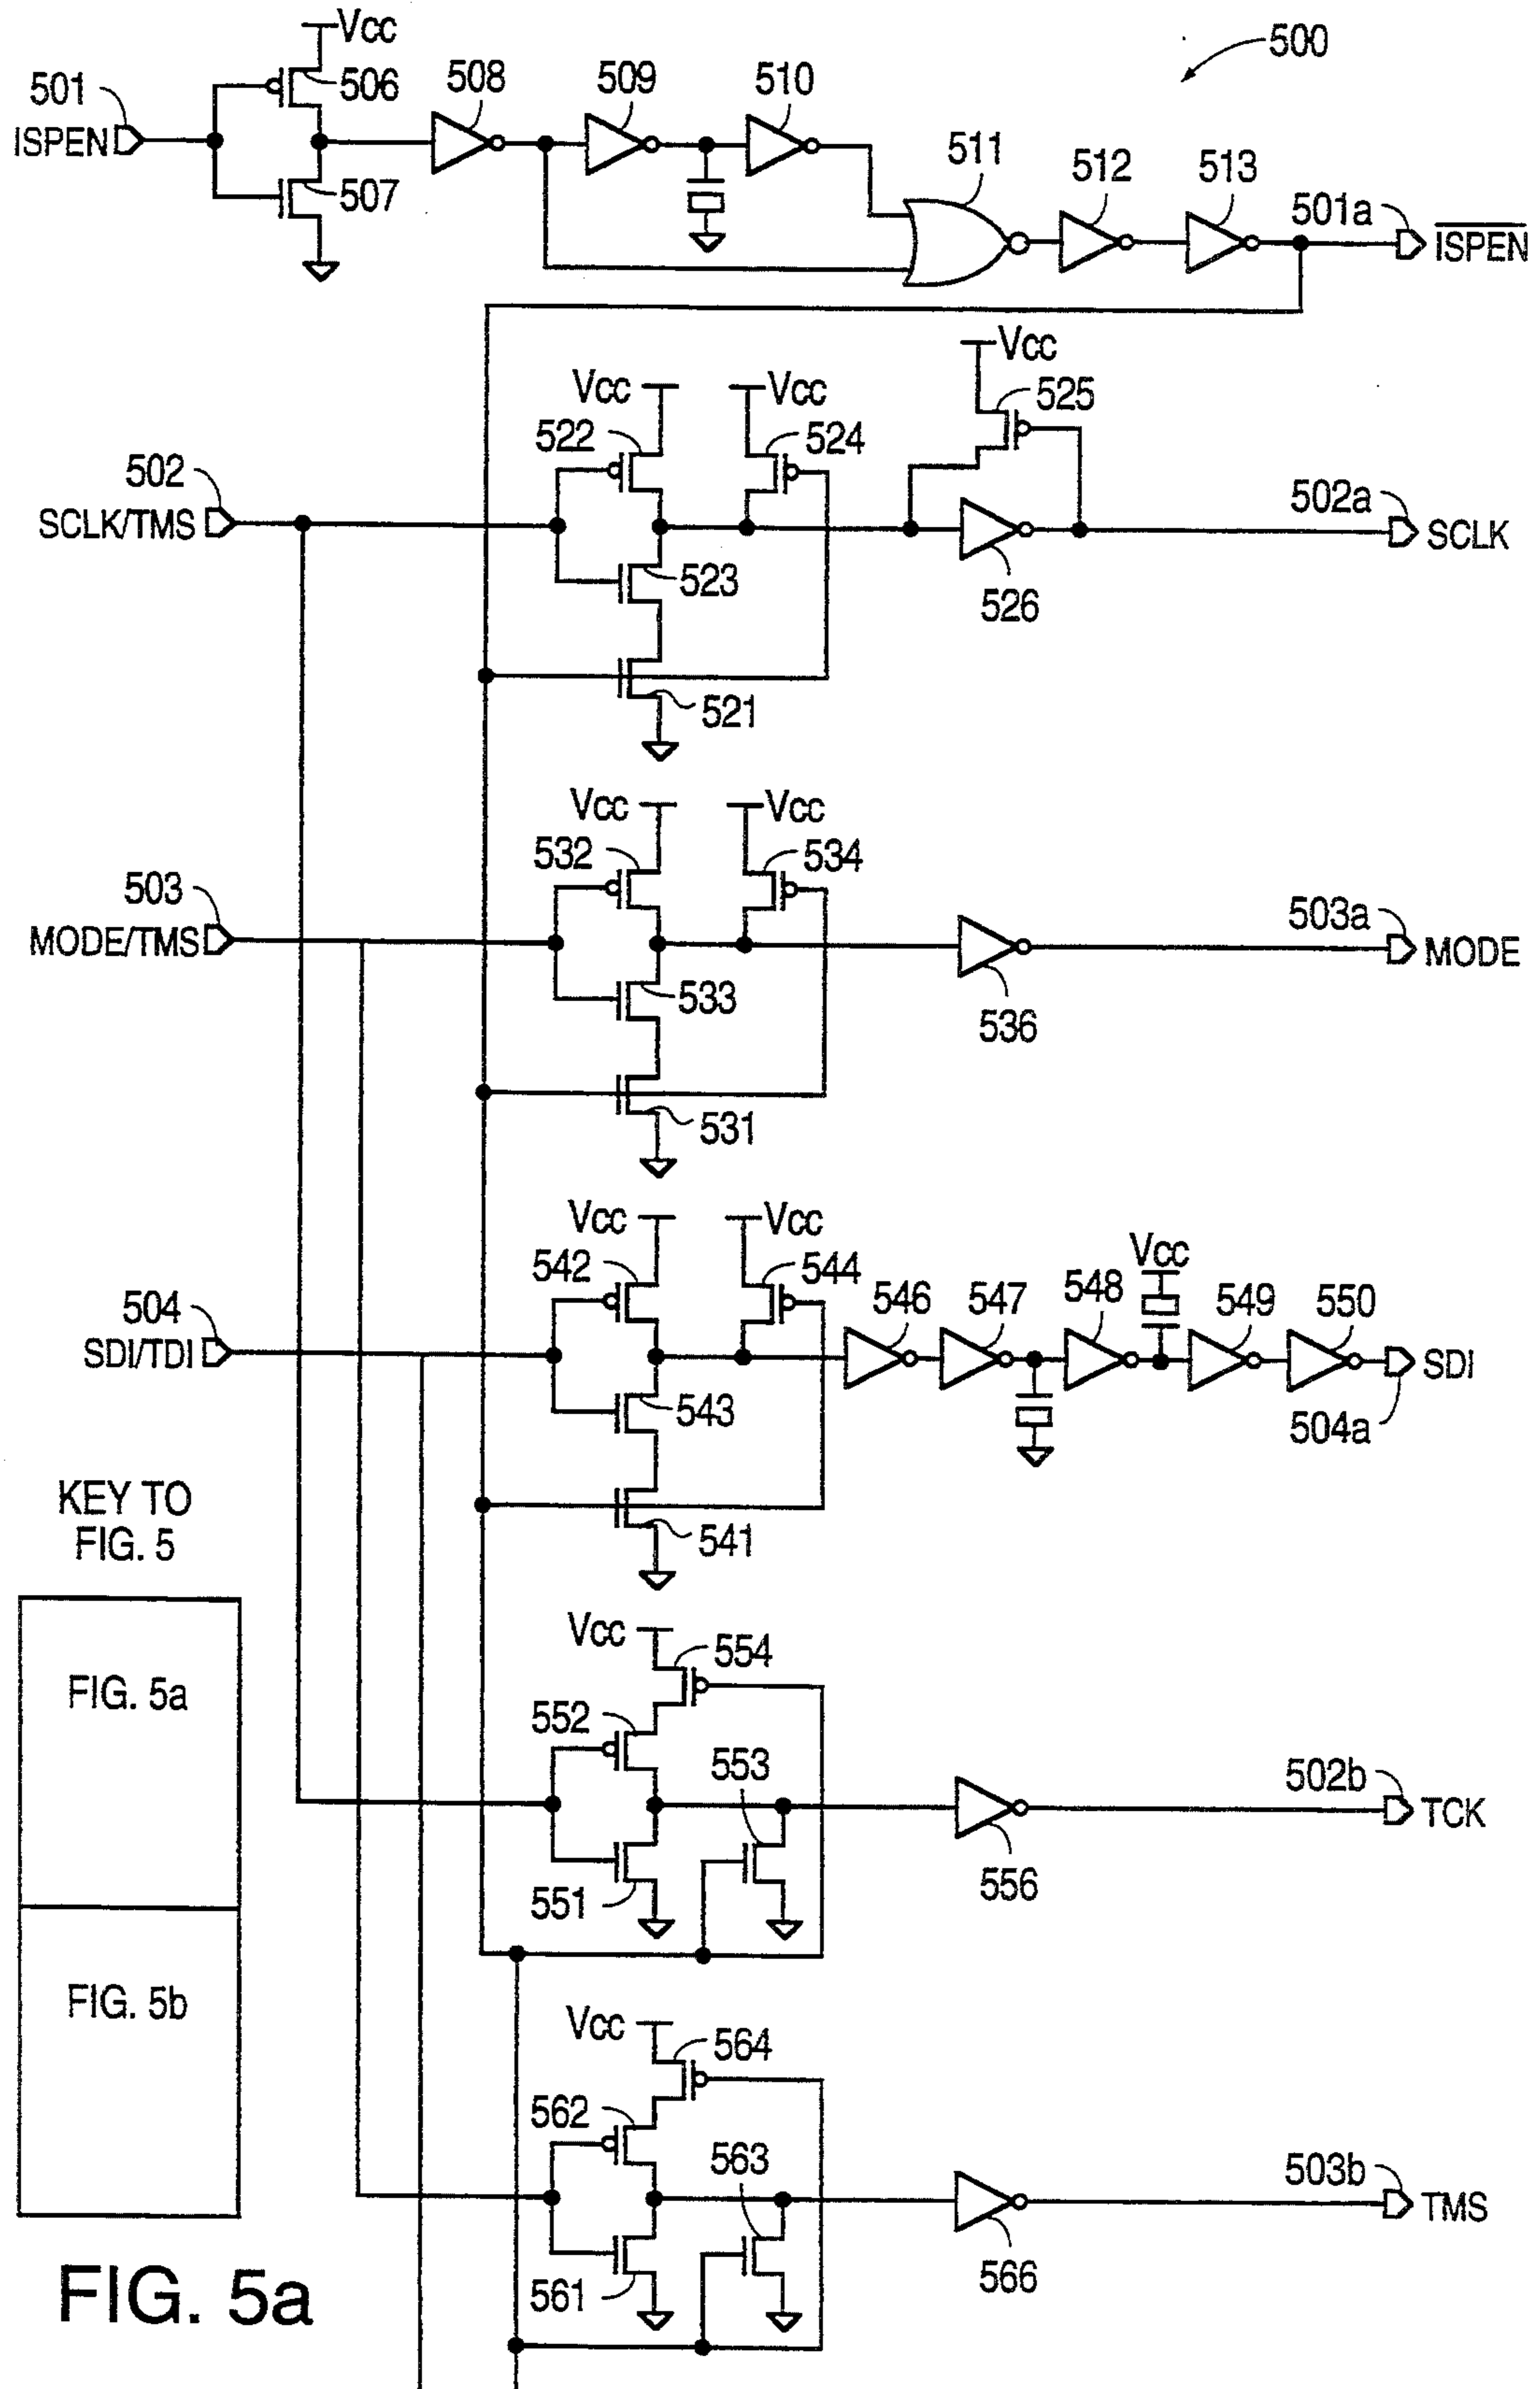 Vcc
500
501
506
508
509
510
ISPEN
507
511
512
513
501a
ISPEN
Vcc
Vcc
Vcc
525
522
524
502
502a
SCLK/TMS
SCLK
523
526
521
Vcc
Vcc
532
534
503
503a
MODE/TMS
MODE
533
536
531
Vcc
Vcc
Vcc
542
544
546
547
548
549
550
504
SDI/TDI
SDI
543
504a
541
KEY TO
FIG. 5
FIG. 5a
FIG. 5b
Vcc
554
552
553
502b
TCK
551
556
Vcc
564
562
563
503b
TMS
561
566
FIG. 5a